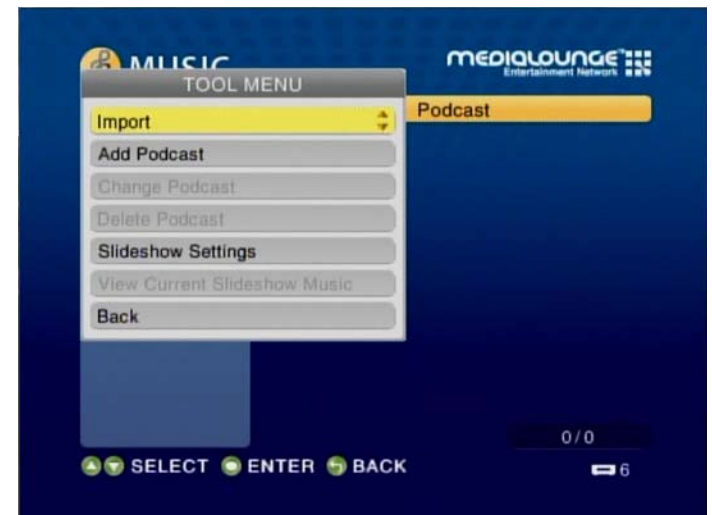 MUSIC
MEDIALOUNGE™
Entertainment Network
TOOL MENU
Podcast
Import
Add Podcast
Change Podcast
Delete Podcast
Slideshow Settings
View Current Slideshow Music
Back
0/0
SELECT ENTER BACK
6